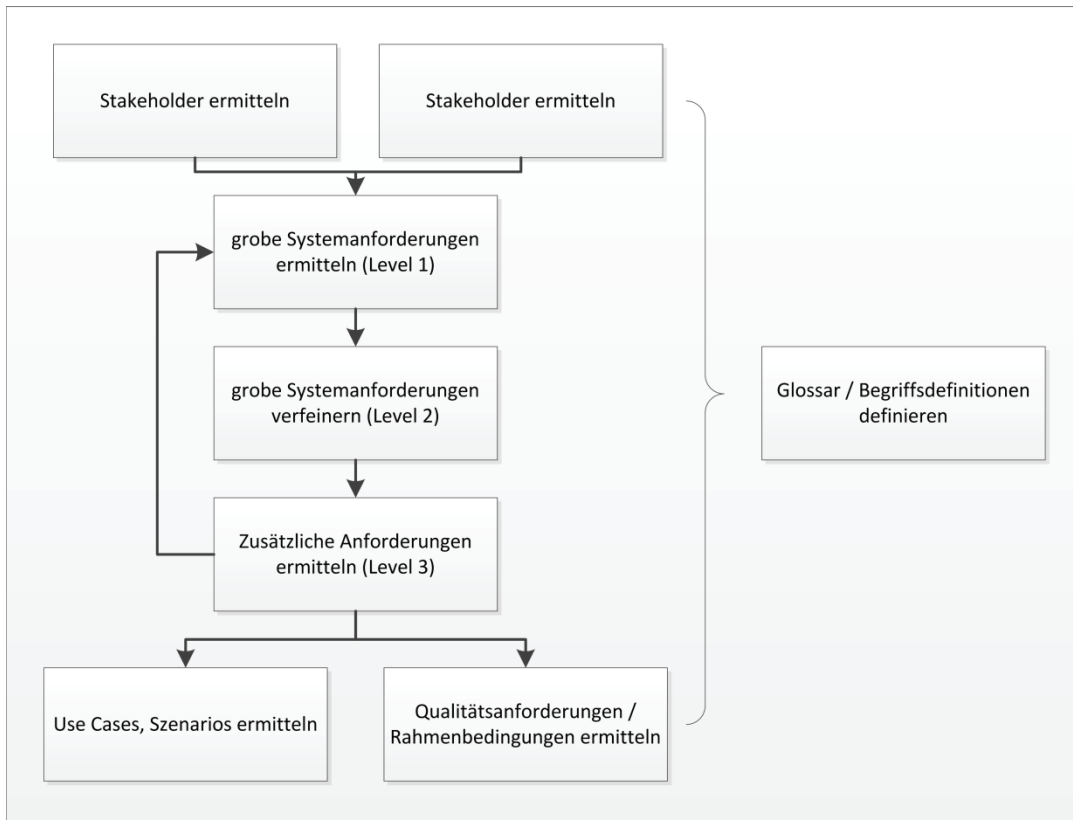 Stakeholder ermitteln
Stakeholder ermitteln
grobe Systemanforderungen
ermitteln (Level 1)
grobe Systemanforderungen
verfeinern (Level 2)
Glossar / Begriffsdefinitionen
definieren
Zusätzliche Anforderungen
ermitteln (Level 3)
Use Cases, Szenarios ermitteln
Qualitätsanforderungen /
Rahmenbedingungen ermitteln